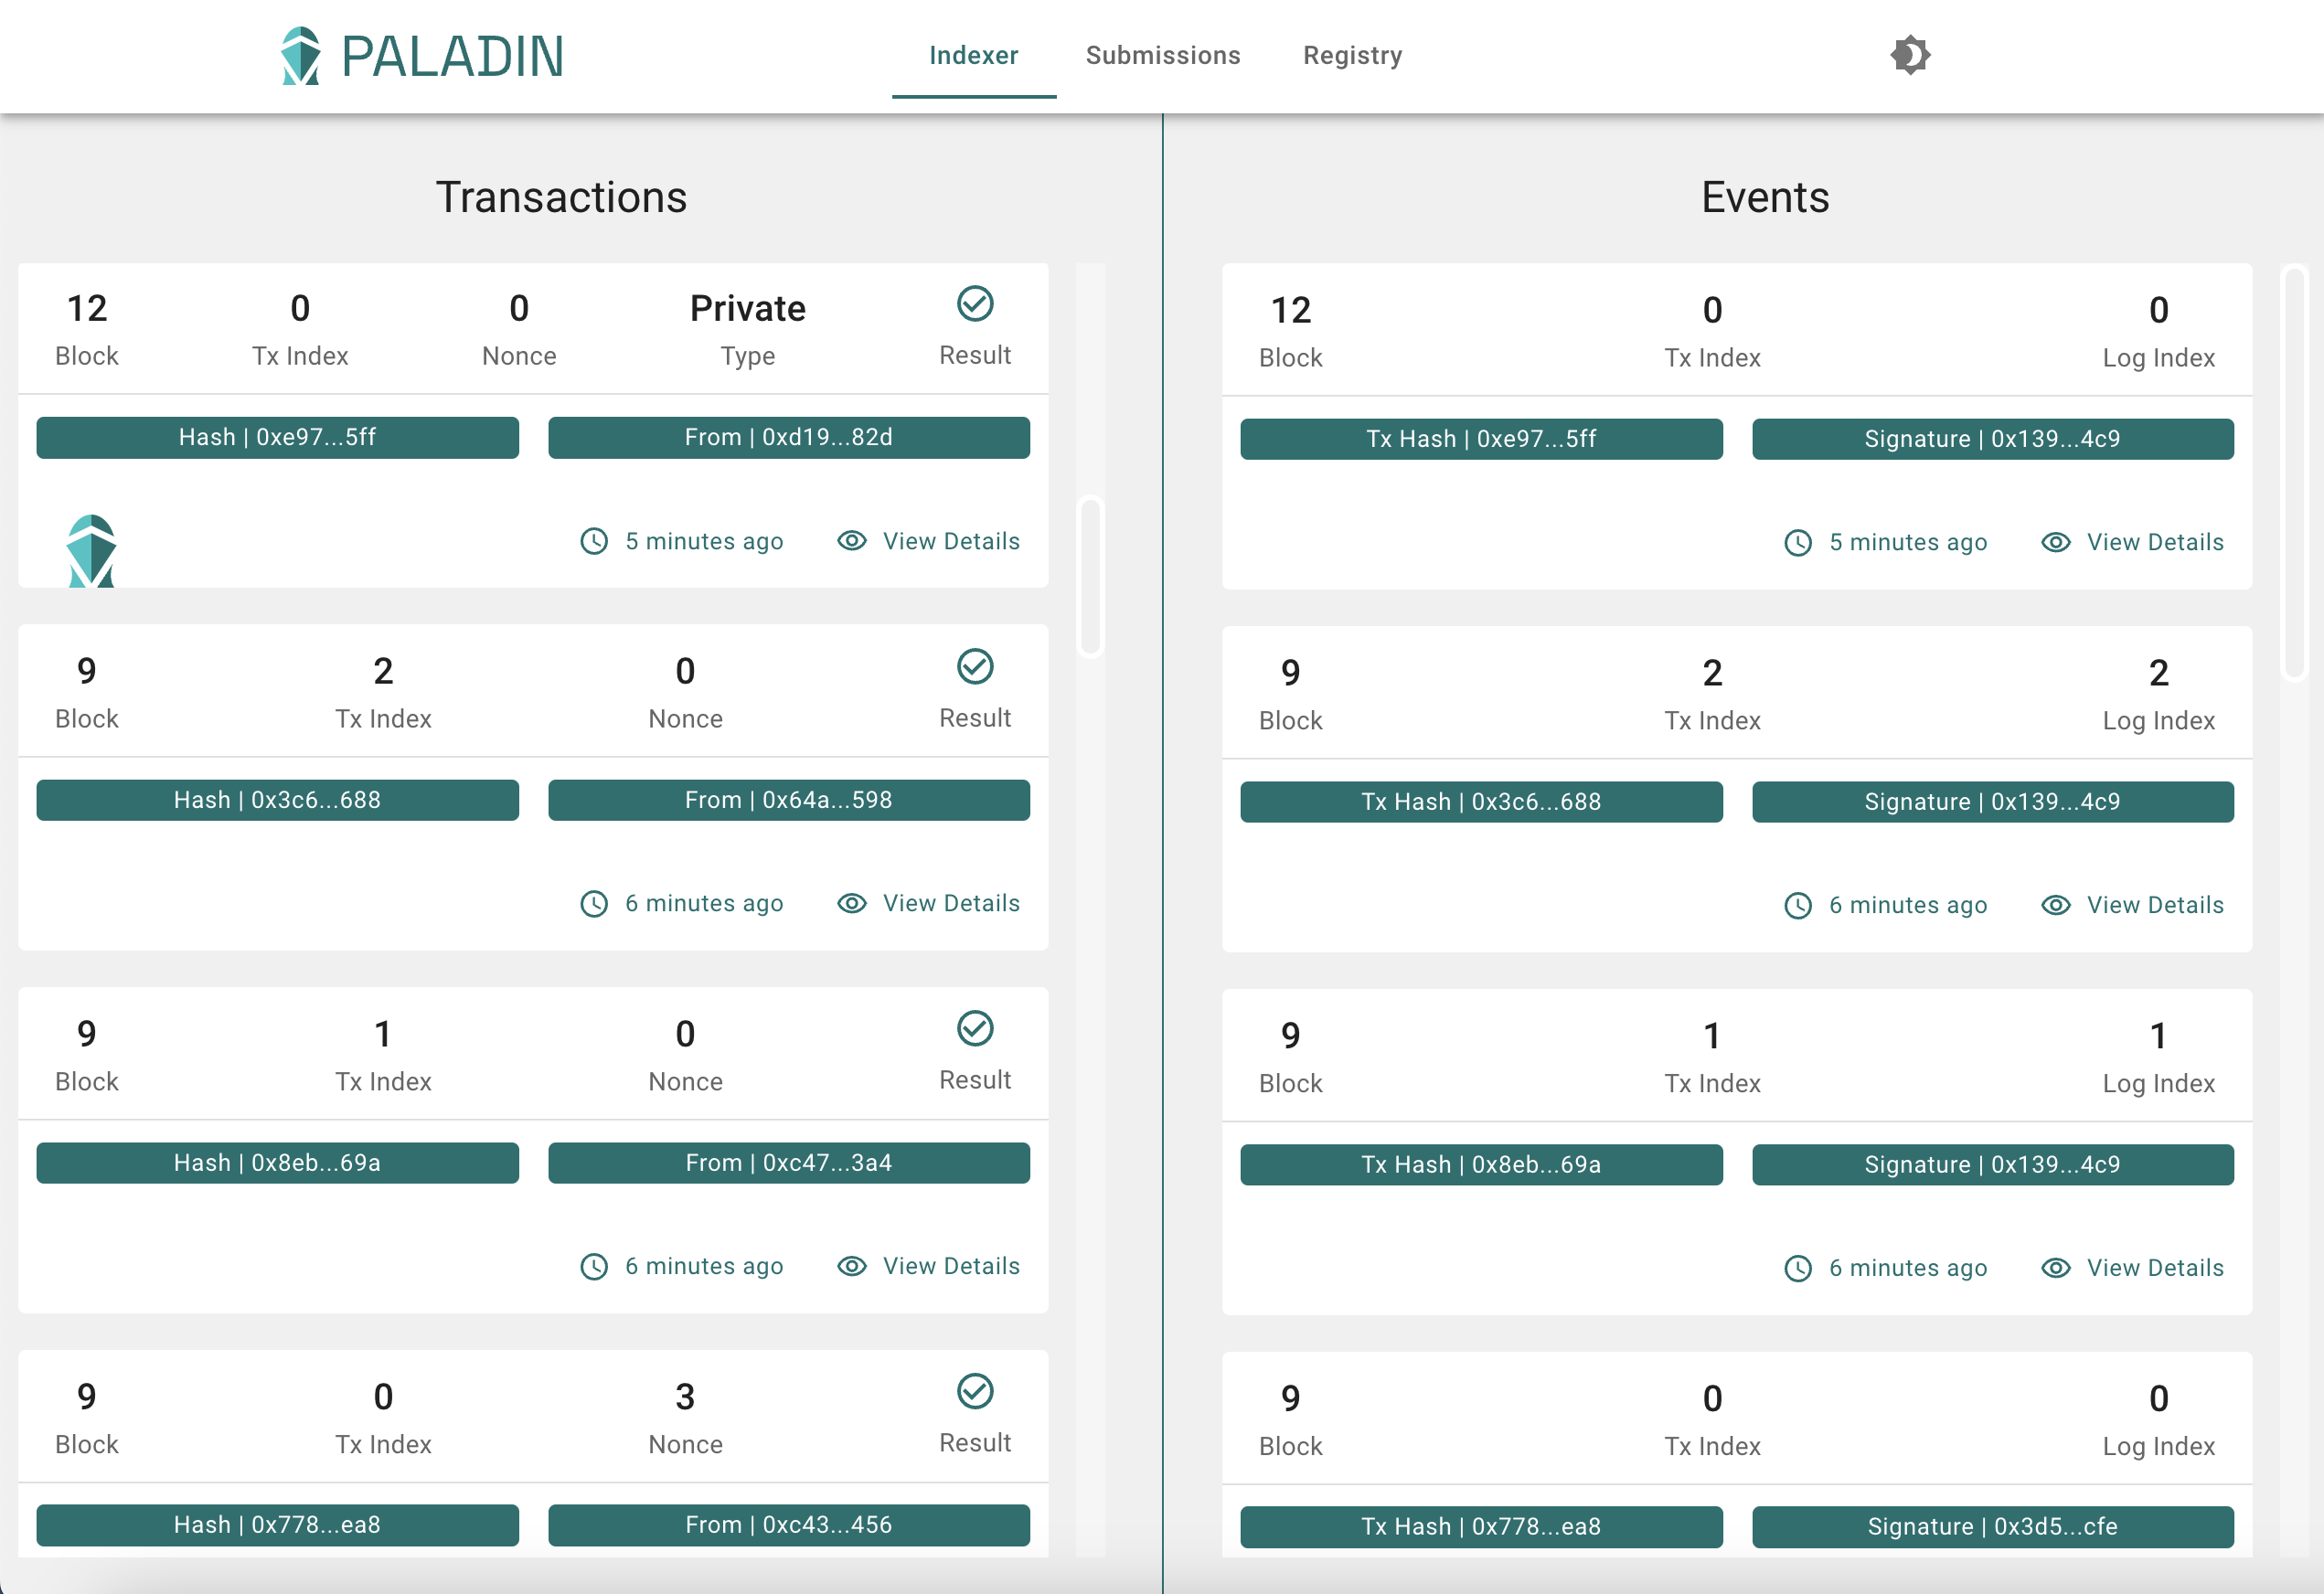 PALADIN
Indexer Submissions Registry
Transactions
12 0 0 Private
Block Tx Index Nonce Type Result
Hash | 0xe97...5ff From | 0xd19...82d
5 minutes ago View Details
9 2 0
Block Tx Index Nonce Result
Hash | 0x3c6...688 From | 0x64a...598
6 minutes ago View Details
9 1 0
Block Tx Index Nonce Result
Hash | 0x8eb...69a From | 0xc47...3a4
6 minutes ago View Details
9 0 3
Block Tx Index Nonce Result
Hash | 0x778...ea8 From | 0xc43...456
Events
12 0 0
Block Tx Index Log Index
Tx Hash | 0xe97...5ff Signature | 0x139...4c9
5 minutes ago View Details
9 2 2
Block Tx Index Log Index
Tx Hash | 0x3c6...688 Signature | 0x139...4c9
6 minutes ago View Details
9 1 1
Block Tx Index Log Index
Tx Hash | 0x8eb...69a Signature | 0x139...4c9
6 minutes ago View Details
9 0 0
Block Tx Index Log Index
Tx Hash | 0x778...ea8 Signature | 0x3d5...cfe